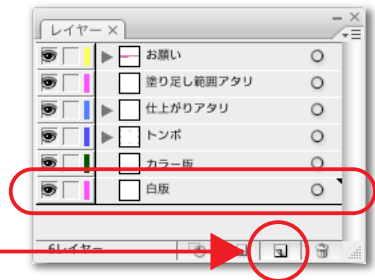 レイヤー ×
お願い
塗り足し範囲アタリ
仕上がりアタリ
トンボ
カラー版
白版
6レイヤー